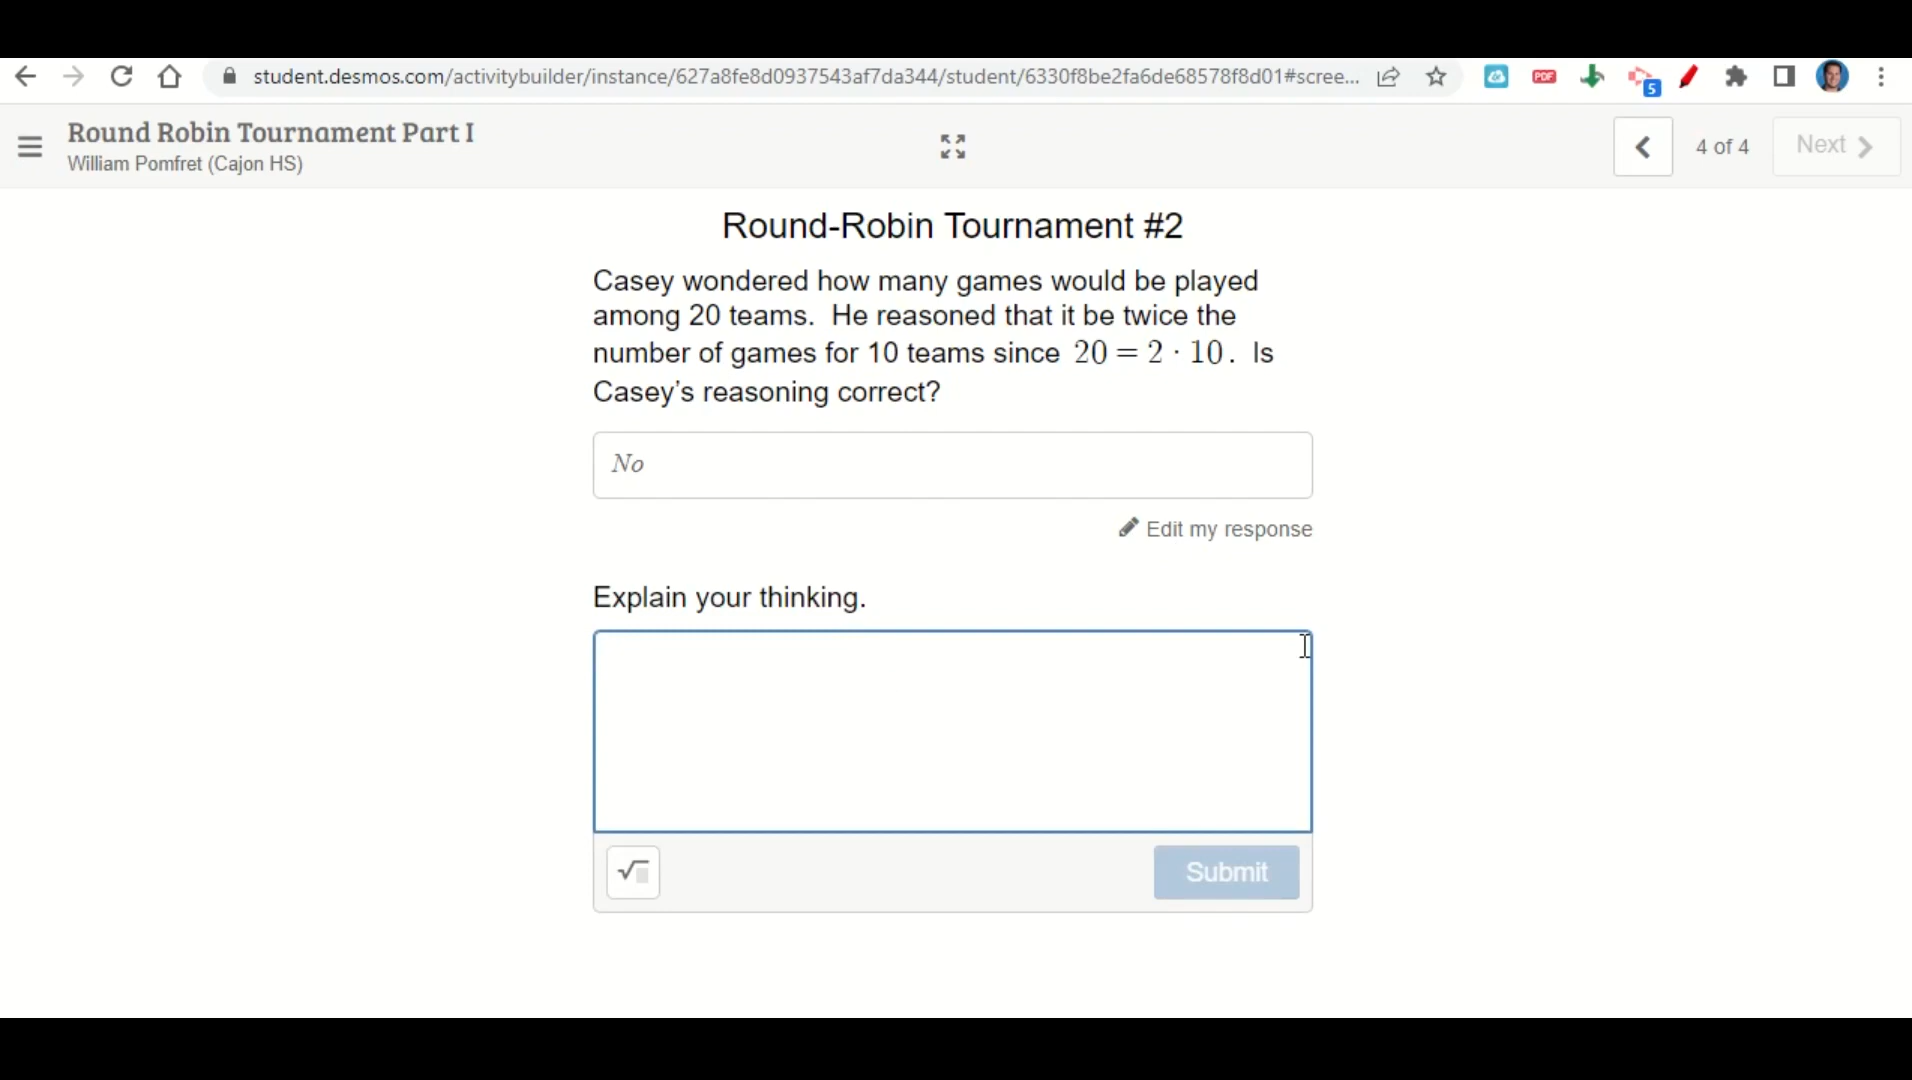 student.desmos.com/activitybuilder/instance/627a8fe8d0937543af7da344/student/6330f8be2fa6de68578f8d01#scree...
PDF
5
Round Robin Tournament Part I
William Pomfret (Cajon HS)
4 of 4
Next
Round-Robin Tournament #2
Casey wondered how many games would be played
among 20 teams. He reasoned that it be twice the
number of games for 10 teams since 20 = 2 · 10. Is
Casey’s reasoning correct?
No
Edit my response
Explain your thinking.
Submit